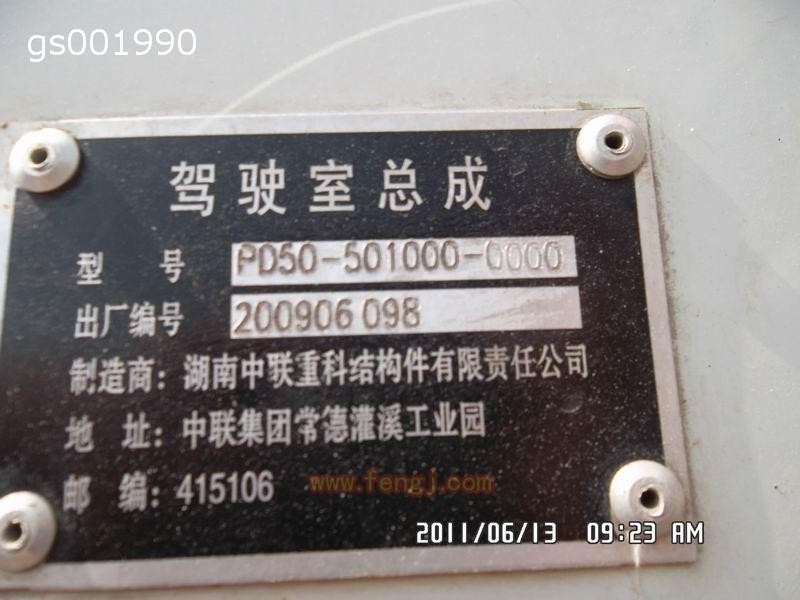 gs001990
驾驶室总成
型 号 PD50-501000-0000
出厂编号 200906098
制造商：湖南中联重科结构件有限责任公司
地 址：中联集团常德灌溪工业园
邮 编：415106
www.fengj.com
2011/06/13 09:23 AM